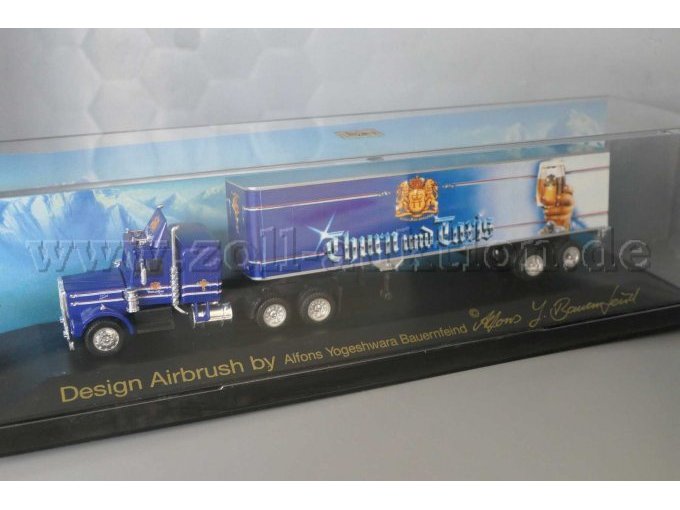 Thurn und Taxis
www.zoll-auktion.de
Design Airbrush by Alfons Yogeshwara Bauernfeind © Alfons Y. Bauernfeind